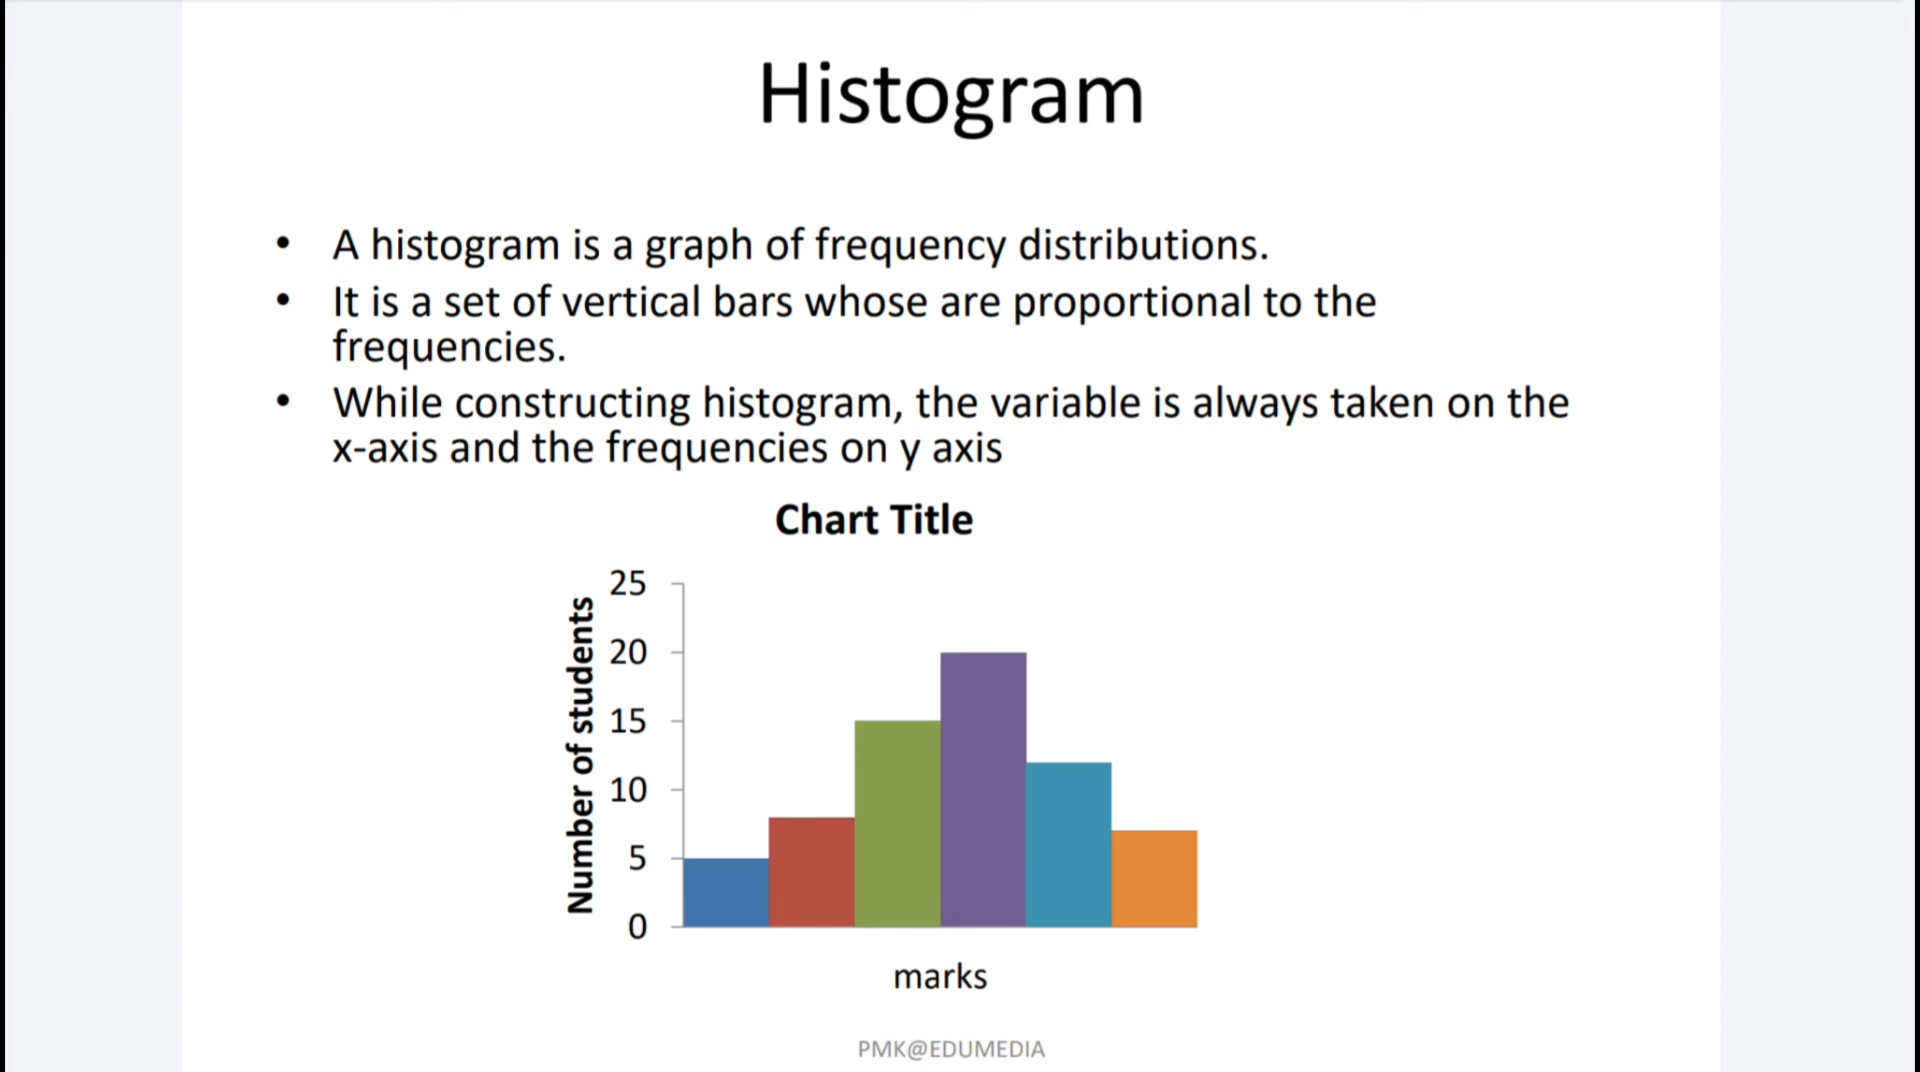 Histogram
• A histogram is a graph of frequency distributions.
• It is a set of vertical bars whose are proportional to the
frequencies.
• While constructing histogram, the variable is always taken on the
x-axis and the frequencies on y axis
Chart Title
Number of students
25
20
15
10
5
0
marks
PMK@EDUMEDIA